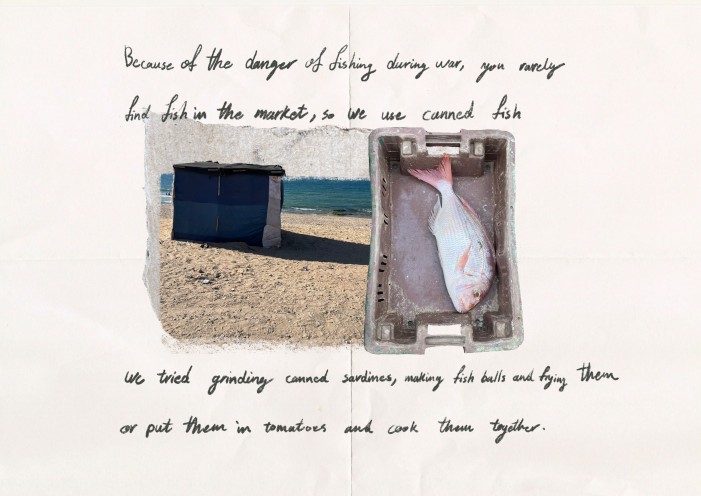 Because of the danger of fishing during war, you rarely
find fish in the market, so we use canned fish
We tried grinding canned sardines, making fish balls and frying them
or put them in tomatoes and cook them together.